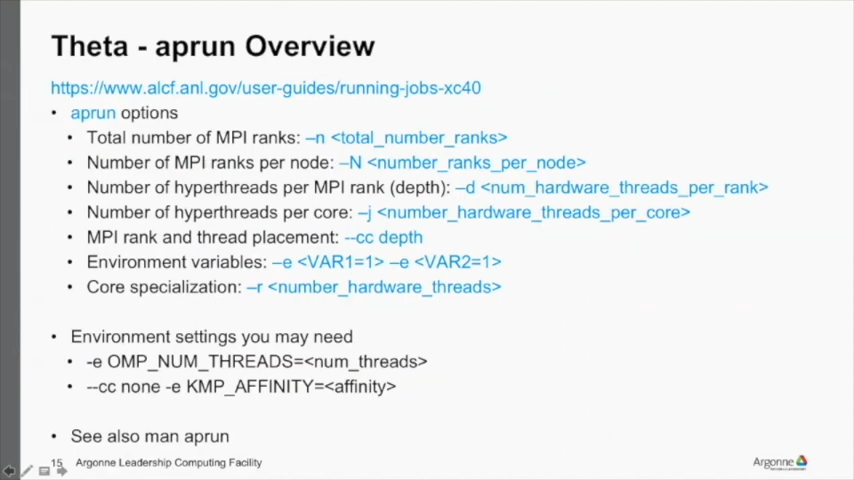 Theta - aprun Overview
https://www.alcf.anl.gov/user-guides/running-jobs-xc40
• aprun options
• Total number of MPI ranks: –n <total_number_ranks>
• Number of MPI ranks per node: –N <number_ranks_per_node>
• Number of hyperthreads per MPI rank (depth): –d <num_hardware_threads_per_rank>
• Number of hyperthreads per core: –j <number_hardware_threads_per_core>
• MPI rank and thread placement: --cc depth
• Environment variables: –e <VAR1=1> –e <VAR2=1>
• Core specialization: –r <number_hardware_threads>
• Environment settings you may need
• -e OMP_NUM_THREADS=<num_threads>
• --cc none -e KMP_AFFINITY=<affinity>
• See also man aprun
15 Argonne Leadership Computing Facility
Argonne